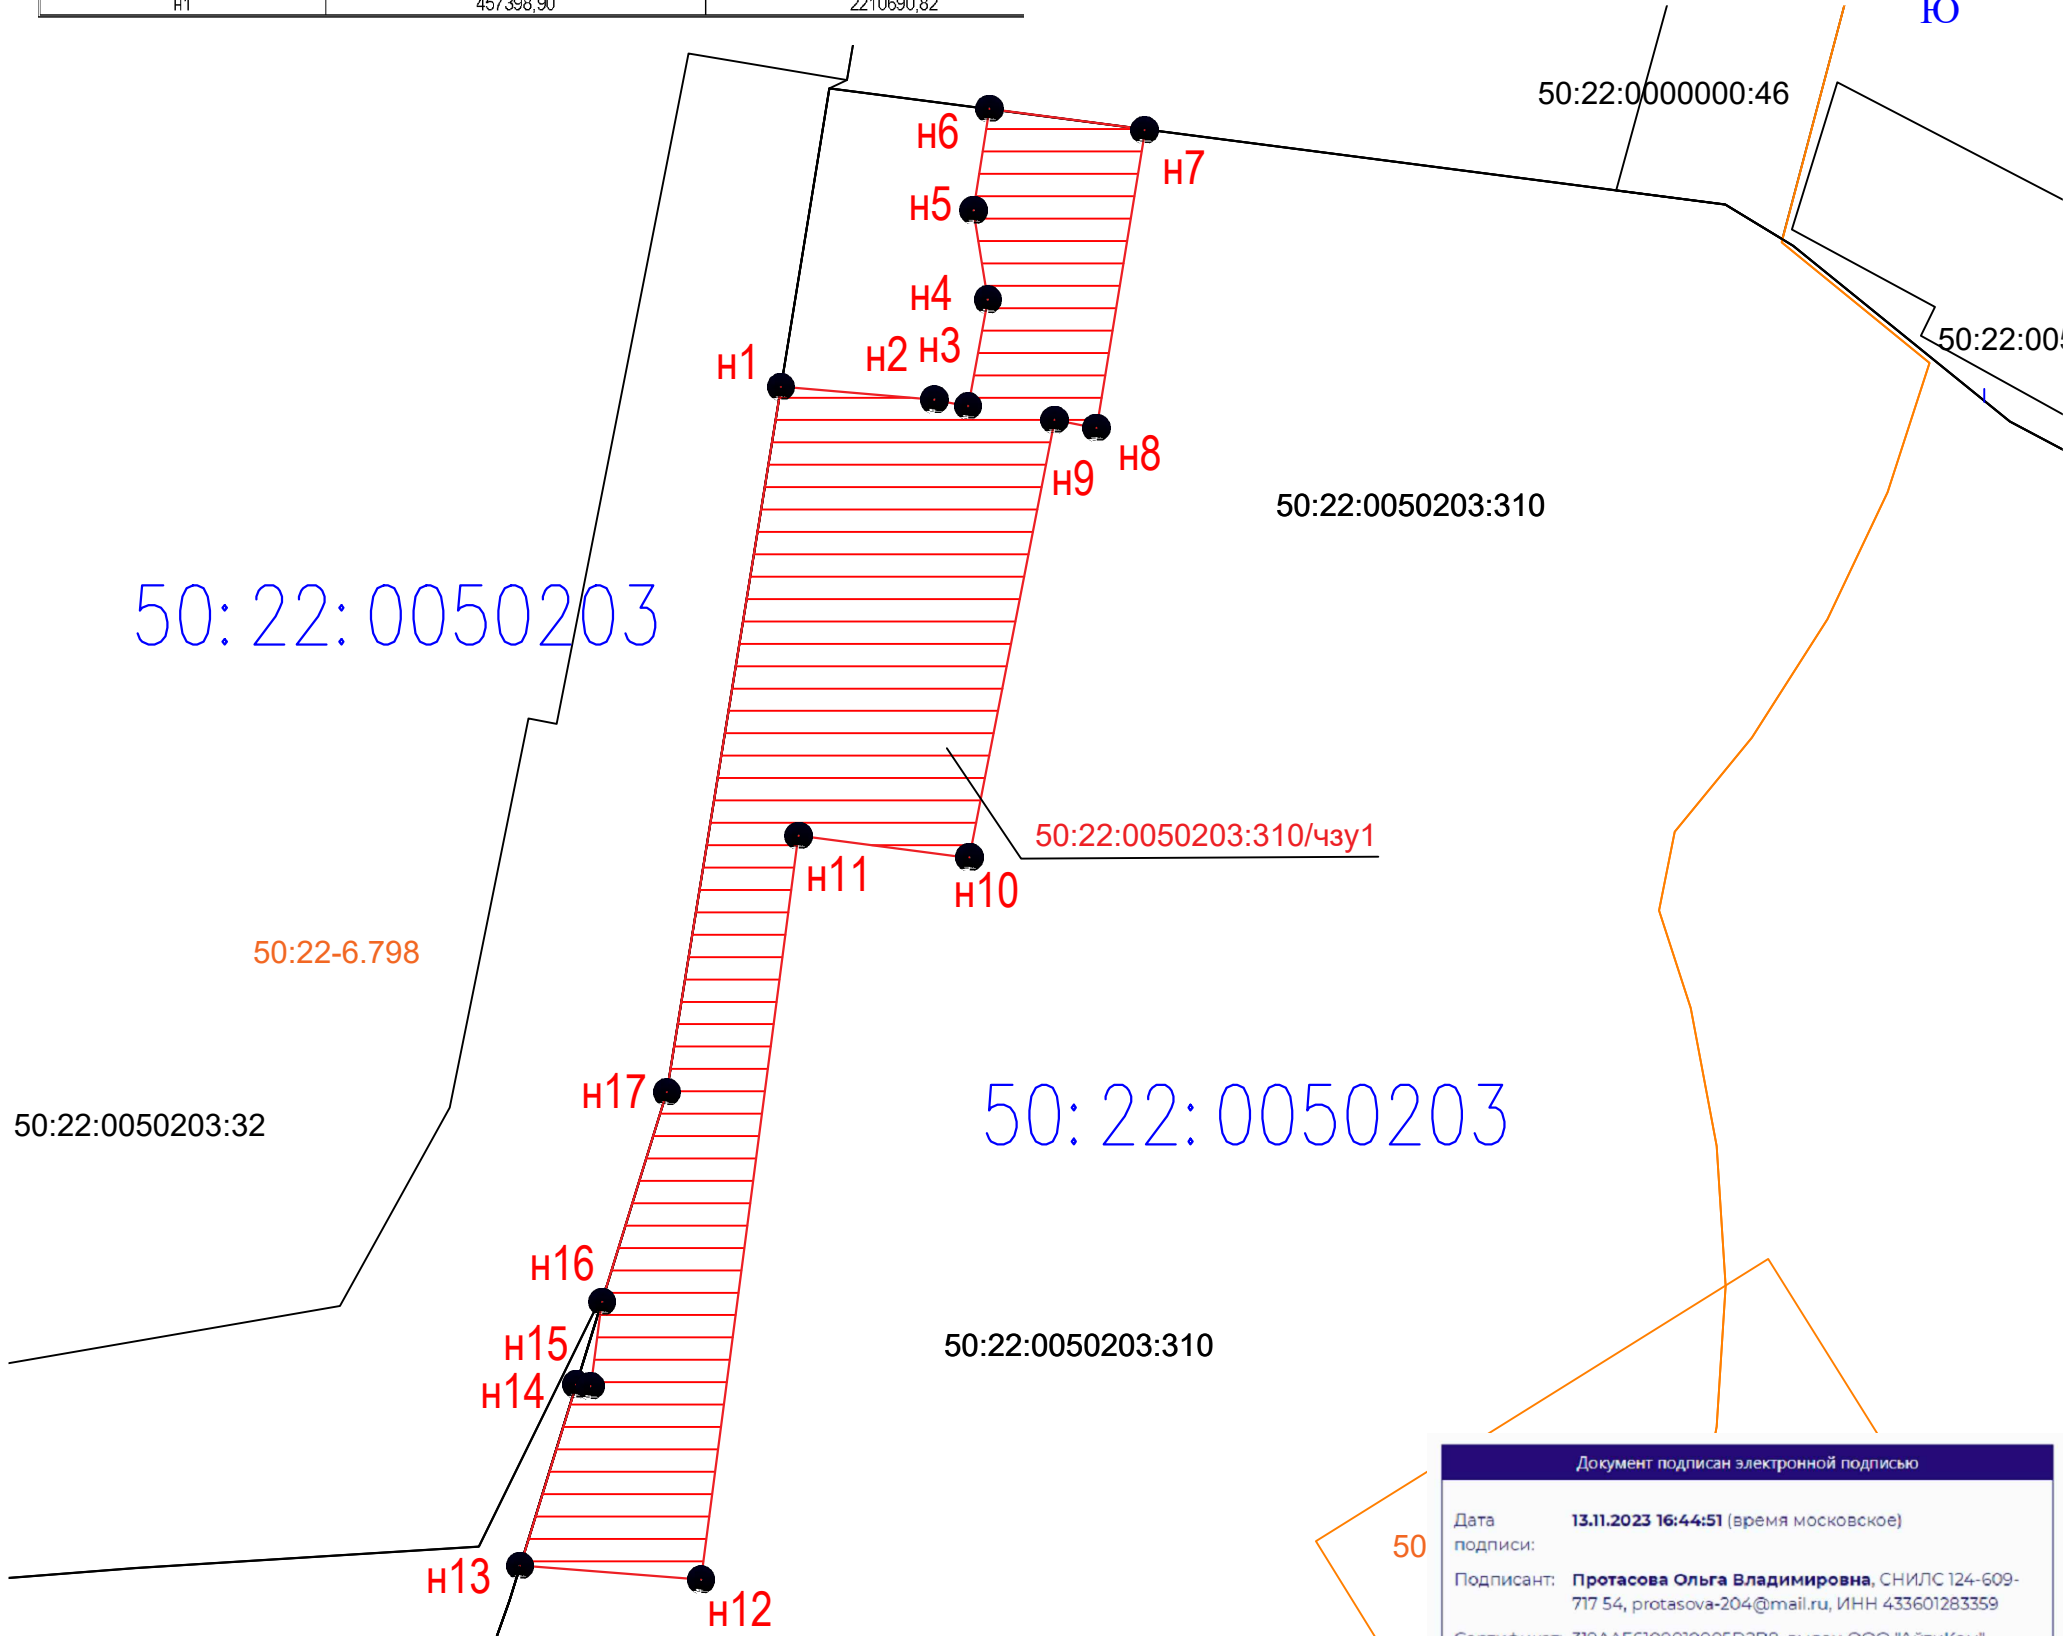 н1 457398,90 2210690,82
Ю
50:22:0000000:46
н6
н7
н5
н4
н3
н2
н1
50:22:005
н8
н9
50:22:0050203:310
50:22:0050203
50:22:0050203:310/чзу1
н11
н10
50:22-6.798
н17
50:22:0050203
50:22:0050203:32
н16
н15
50:22:0050203:310
н14
Документ подписан электронной подписью
Дата подписи: 13.11.2023 16:44:51 (время московское)
50
н13
Подписант: Протасова Ольга Владимировна, СНИЛС 124-609-
717 54, protasova-204@mail.ru, ИНН 433601283359
н12